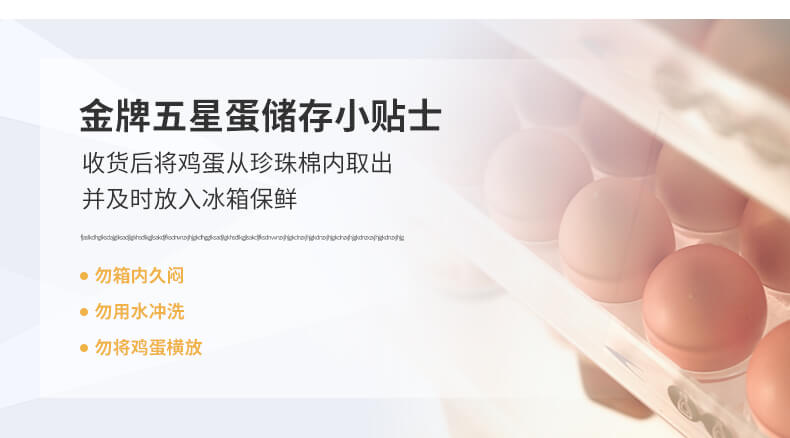 金牌五星蛋储存小贴士
收货后将鸡蛋从珍珠棉内取出
并及时放入冰箱保鲜
勿箱内久闷
勿用水冲洗
勿将鸡蛋横放